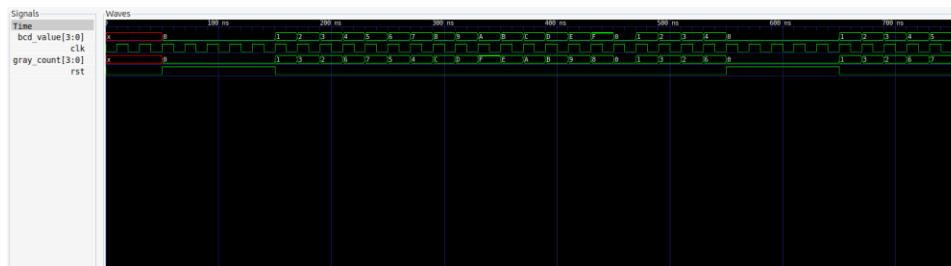 Signals
Waves
Time
100 ns 200 ns 300 ns 400 ns 500 ns 600 ns 700 ns
bcd_value[3:0] x 0 1 2 3 4 5 6 7 8 9 A B C D E F 0 1 2 3 4 0 1 2 3 4 5
clk
gray_count[3:0] x 0 1 3 2 6 7 5 4 C D F E A B 9 8 0 1 3 2 6 0 1 3 2 6 7
rst